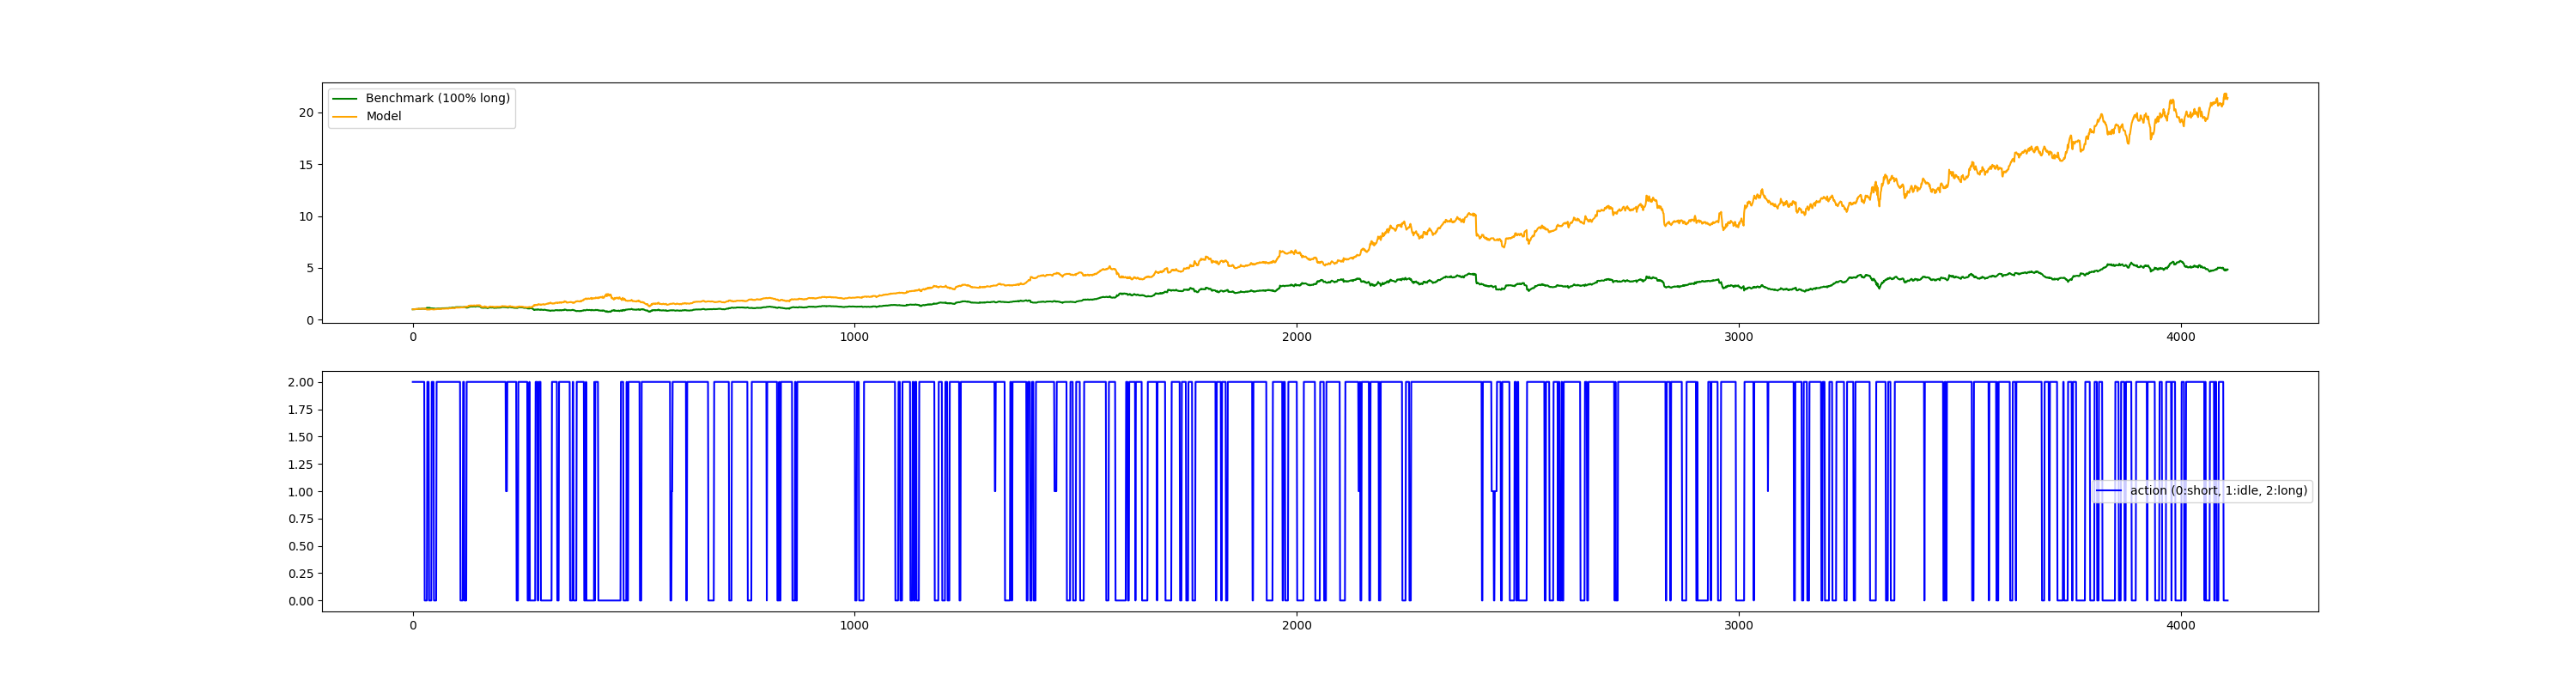 Benchmark (100% long)
Model
20
15
10
5
0
0 1000 2000 3000 4000
2.00
1.75
1.50
1.25
1.00
action (0:short, 1:idle, 2:long)
0.75
0.50
0.25
0.00
0 1000 2000 3000 4000